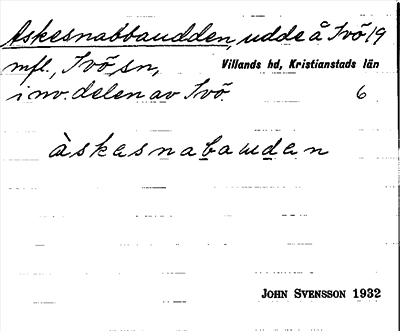 Askesnabbaudden, udde å Ivö 19
mfl., Ivö sn, Villands hd, Kristianstads län
i nv. delen av Ivö. 6
àskesnabauden
JOHN SVENSSON 1932